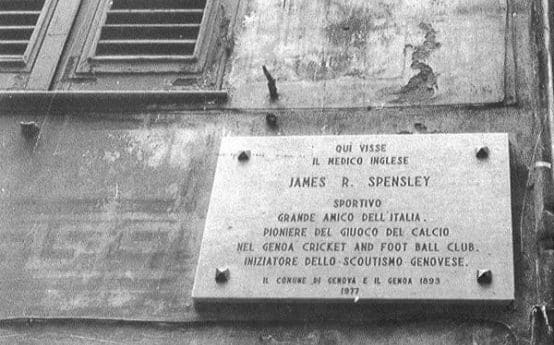 QUI VISSE
IL MEDICO INGLESE
JAMES R. SPENSLEY
SPORTIVO
GRANDE AMICO DELL'ITALIA.
PIONIERE DEL GIUOCO DEL CALCIO
NEL GENOA CRICKET AND FOOT BALL CLUB.
INIZIATORE DELLO SCOUTISMO GENOVESE.
IL COMUNE DI GENOVA E IL GENOA 1893
1977